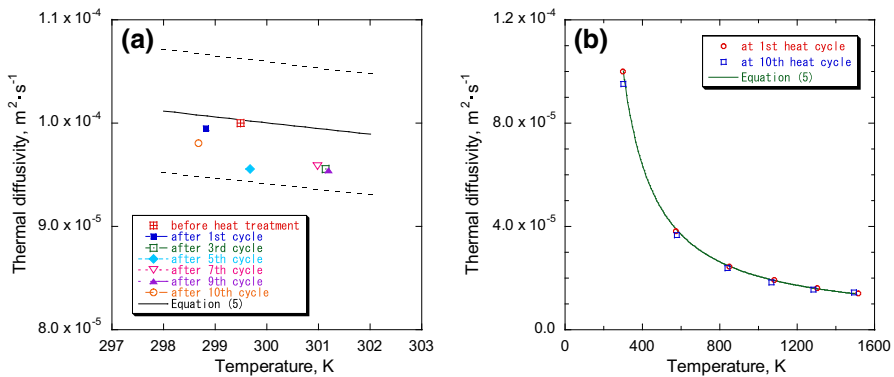 (a)
1.1 x 10⁻⁴
1.0 x 10⁻⁴
9.0 x 10⁻⁵
8.0 x 10⁻⁵
Thermal diffusivity, m²·s⁻¹
before heat treatment
after 1st cycle
after 3rd cycle
after 5th cycle
after 7th cycle
after 9th cycle
after 10th cycle
Equation (5)
297 298 299 300 301 302 303
Temperature, K
(b)
1.2 x 10⁻⁴
8.0 x 10⁻⁵
4.0 x 10⁻⁵
0.0
Thermal diffusivity, m²·s⁻¹
at 1st heat cycle
at 10th heat cycle
Equation (5)
0 400 800 1200 1600
Temperature, K